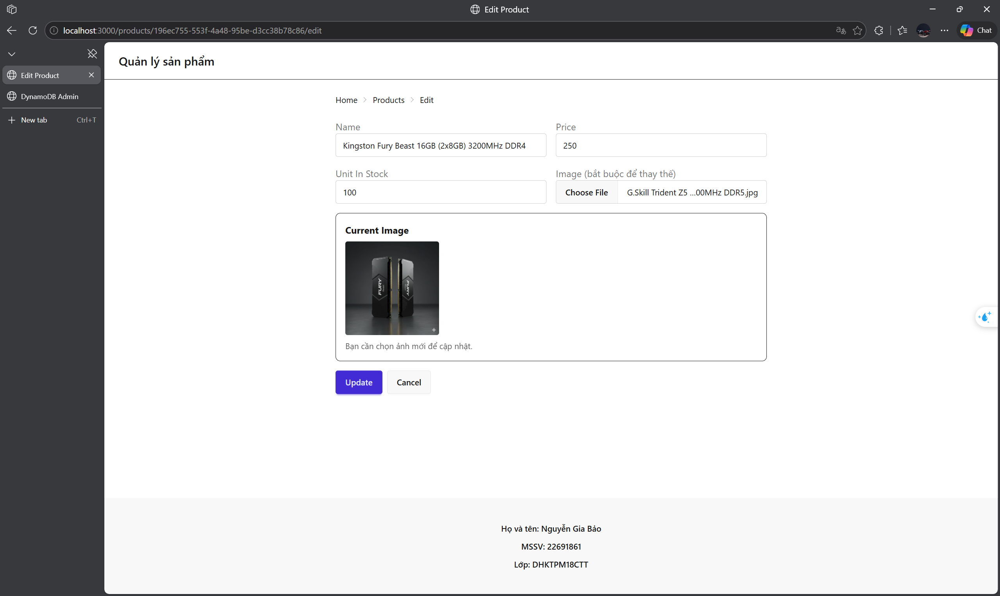 Edit Product
localhost:3000/products/196ec755-553f-4a48-95be-d3cc38b78c86/edit
Chat
Edit Product
DynamoDB Admin
New tab Ctrl+T
Quản lý sản phẩm
Home Products Edit
Name Price
Kingston Fury Beast 16GB (2x8GB) 3200MHz DDR4 250
Unit In Stock Image (bắt buộc để thay thế)
100 Choose File G.Skill Trident Z5 ...00MHz DDR5.jpg
Current Image
FURY FURY
Bạn cần chọn ảnh mới để cập nhật.
Update Cancel
Họ và tên: Nguyễn Gia Bảo
MSSV: 22691861
Lớp: DHKTPM18CTT